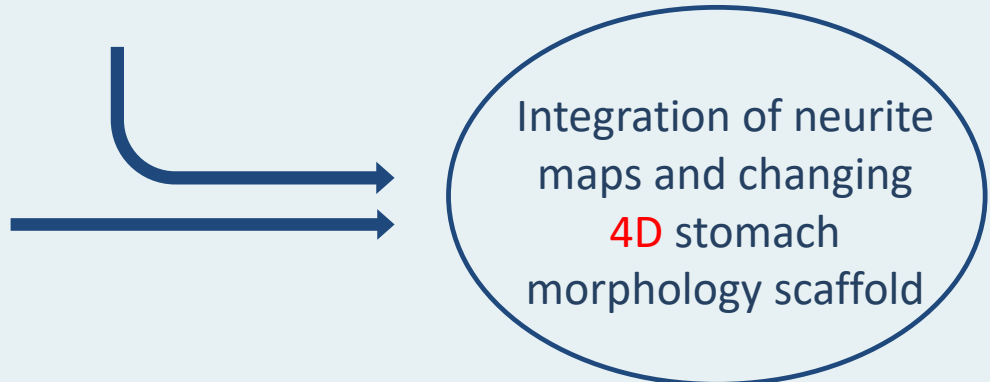 Integration of neurite
maps and changing
4D stomach
morphology scaffold